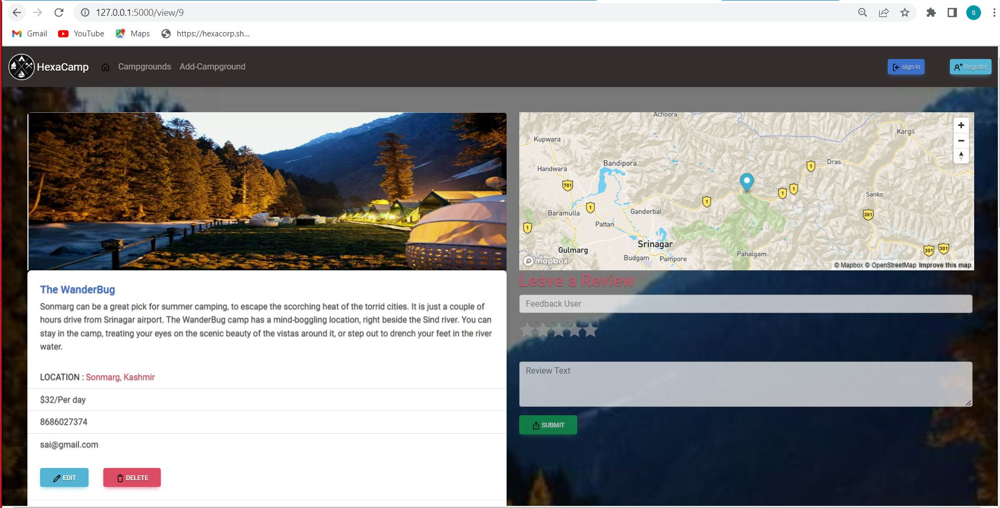 127.0.0.1:5000/view/9
S
Gmail YouTube Maps https://hexacorp.sh...
HexaCamp Campgrounds Add-Campground sign-in Register
The WanderBug
Sonmarg can be a great pick for summer camping, to escape the scorching heat of the torrid cities. It is just a couple of
hours drive from Srinagar airport. The WanderBug camp has a mind-boggling location, right beside the Sind river. You can
stay in the camp, treating your eyes on the scenic beauty of the vistas around it, or step out to drench your feet in the river
water.
LOCATION : Sonmarg, Kashmir
$32/Per day
8686027374
sai@gmail.com
EDIT DELETE
Achoora
Kargil
Kupwara
Bandipora
Dras
1
Handwara
701
1
1
Sanko
1
1
Baramulla
Ganderbal
301
Pattan
1
Srinagar
Gulmarg
301
301
Pahalgam
Budgam
Pampore
mapbox
© Mapbox © OpenStreetMap Improve this map
Leave a Review
Feedback User
Review Text
SUBMIT